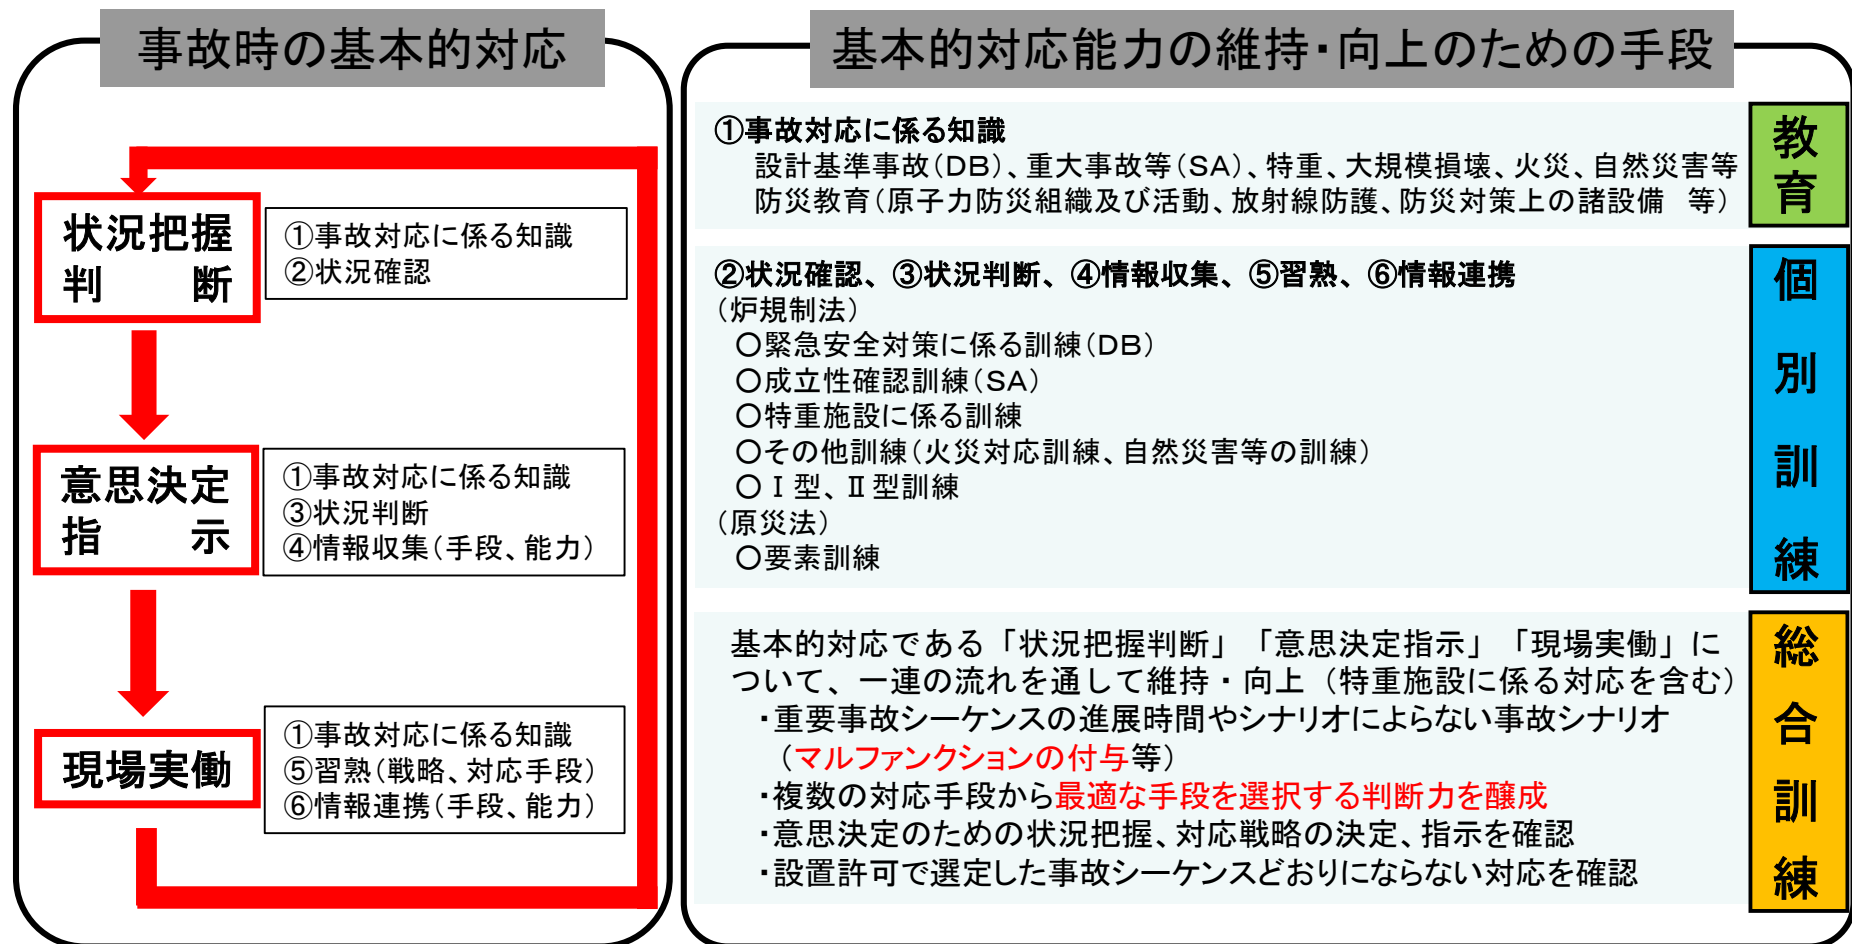 事故時の基本的対応
状況把握
判　　断
①事故対応に係る知識
②状況確認
意思決定
指　　示
①事故対応に係る知識
③状況判断
④情報収集（手段、能力）
現場実働
①事故対応に係る知識
⑤習熟（戦略、対応手段）
⑥情報連携（手段、能力）
基本的対応能力の維持・向上のための手段
①事故対応に係る知識
設計基準事故（DB）、重大事故等（SA）、特重、大規模損壊、火災、自然災害等
防災教育（原子力防災組織及び活動、放射線防護、防災対策上の諸設備　等）
教育
②状況確認、③状況判断、④情報収集、⑤習熟、⑥情報連携
（炉規制法）
○緊急安全対策に係る訓練（DB）
○成立性確認訓練（SA）
○特重施設に係る訓練
○その他訓練（火災対応訓練、自然災害等の訓練）
○Ⅰ型、Ⅱ型訓練
（原災法）
○要素訓練
個別訓練
基本的対応である「状況把握判断」「意思決定指示」「現場実働」に
ついて、一連の流れを通して維持・向上（特重施設に係る対応を含む）
・重要事故シーケンスの進展時間やシナリオによらない事故シナリオ
（マルファンクションの付与等）
・複数の対応手段から最適な手段を選択する判断力を醸成
・意思決定のための状況把握、対応戦略の決定、指示を確認
・設置許可で選定した事故シーケンスどおりにならない対応を確認
総合訓練